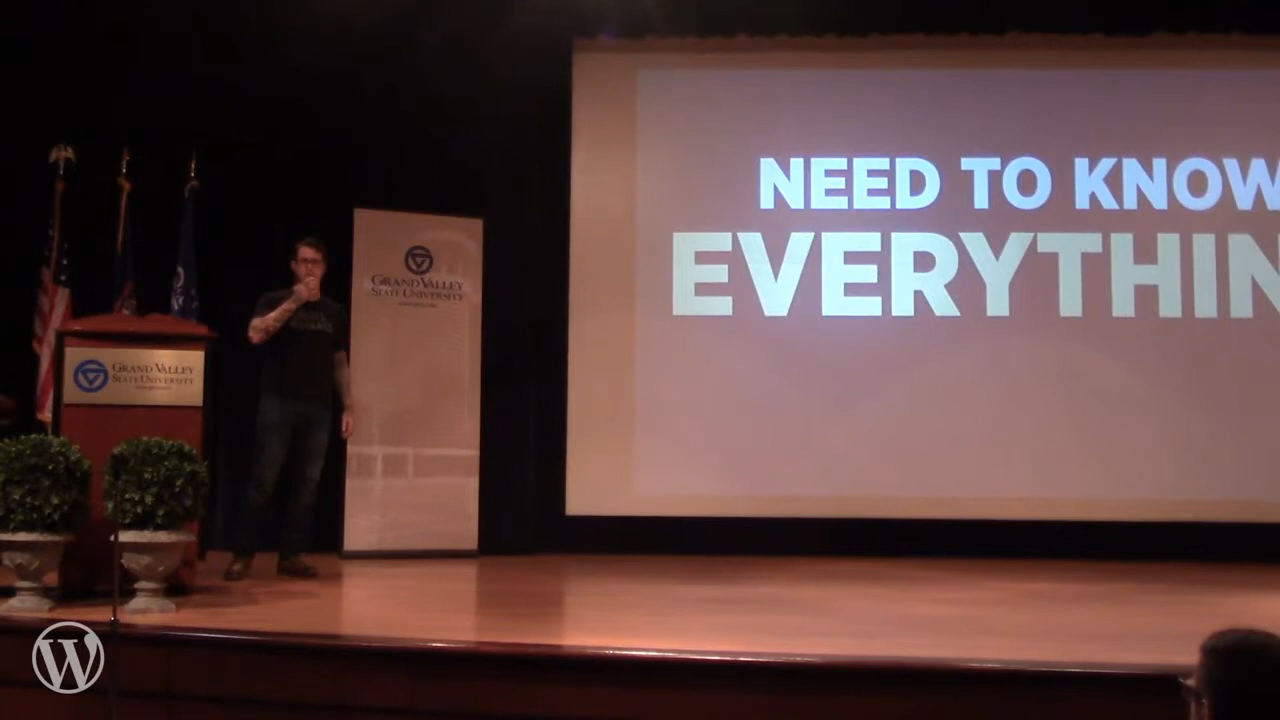 NEED TO KNOW
EVERYTHIN
GRAND VALLEY
STATE UNIVERSITY
GRAND VALLEY
STATE UNIVERSITY
W